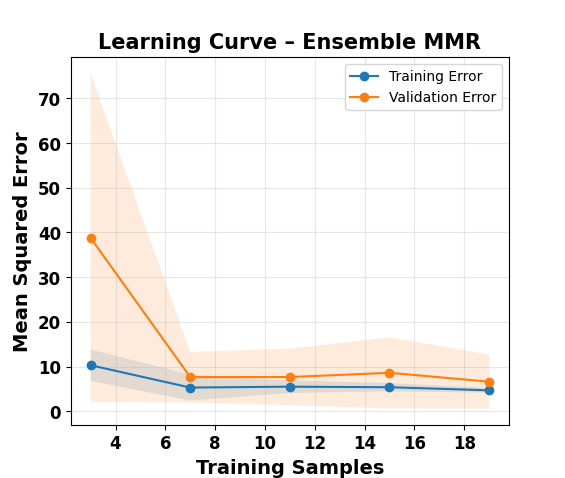 Learning Curve – Ensemble MMR
Training Error
Validation Error
Mean Squared Error
70
60
50
40
30
20
10
0
4 6 8 10 12 14 16 18
Training Samples